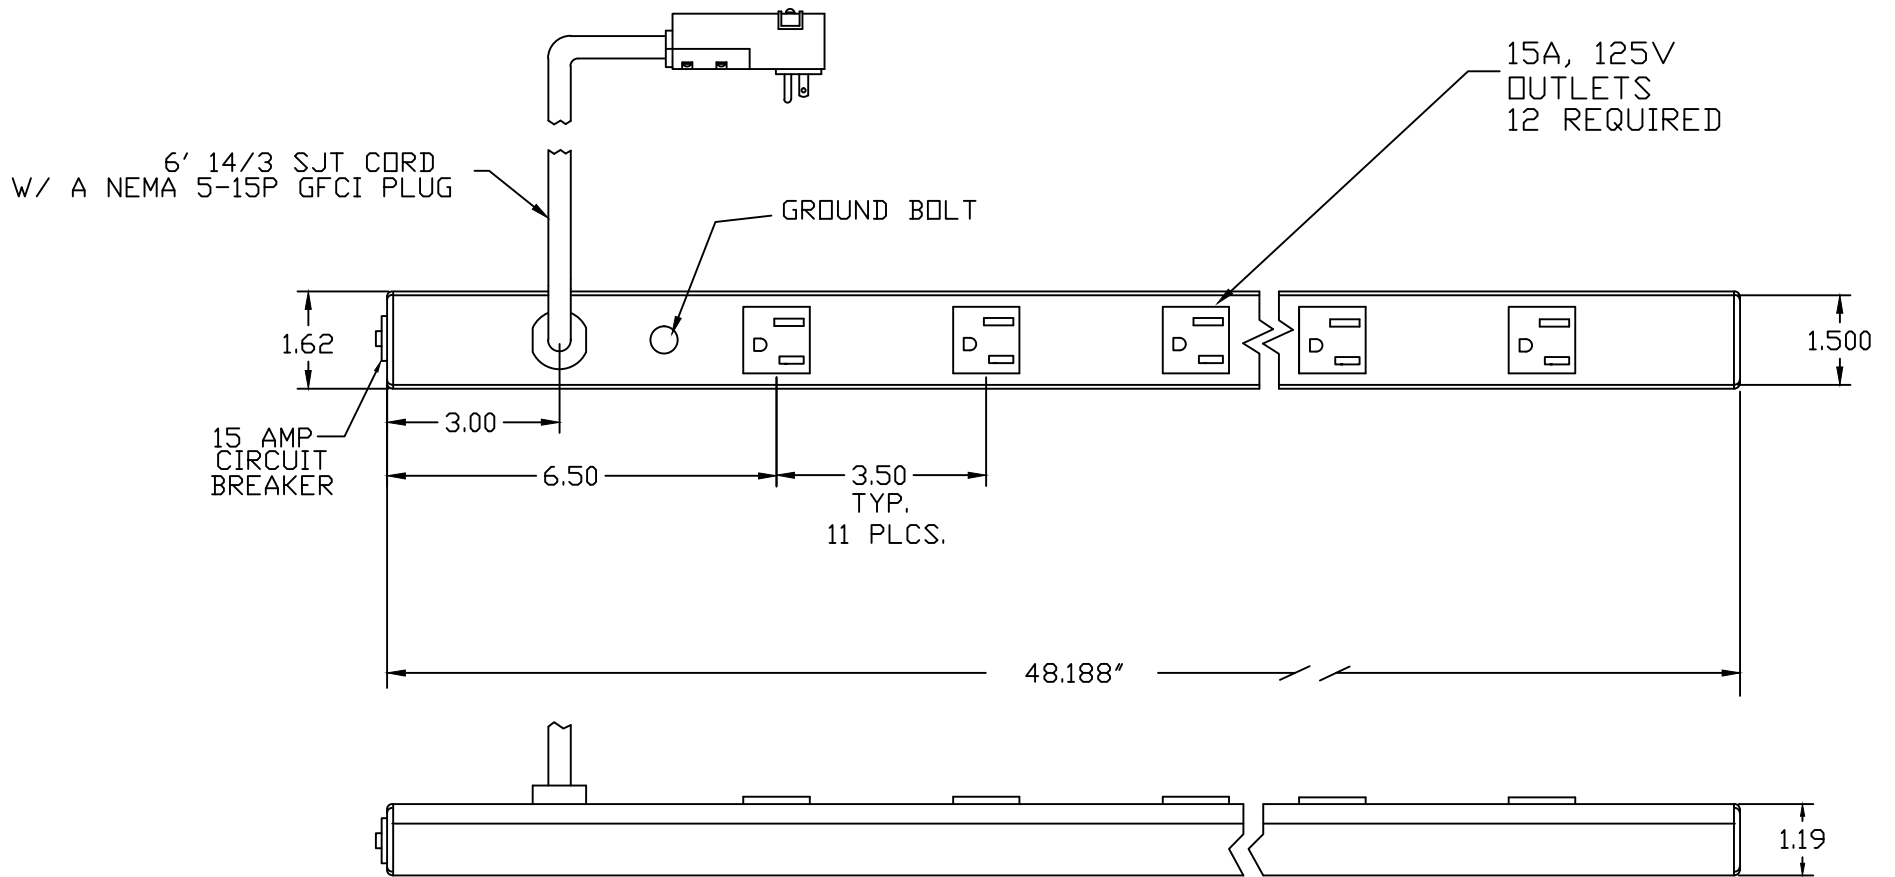 15A, 125V
OUTLETS
12 REQUIRED
6' 14/3 SJT CORD
W/ A NEMA 5-15P GFCI PLUG
GROUND BOLT
1.62
1.500
3.00
15 AMP
CIRCUIT
BREAKER
6.50
3.50
TYP.
11 PLCS.
48.188"
1.19